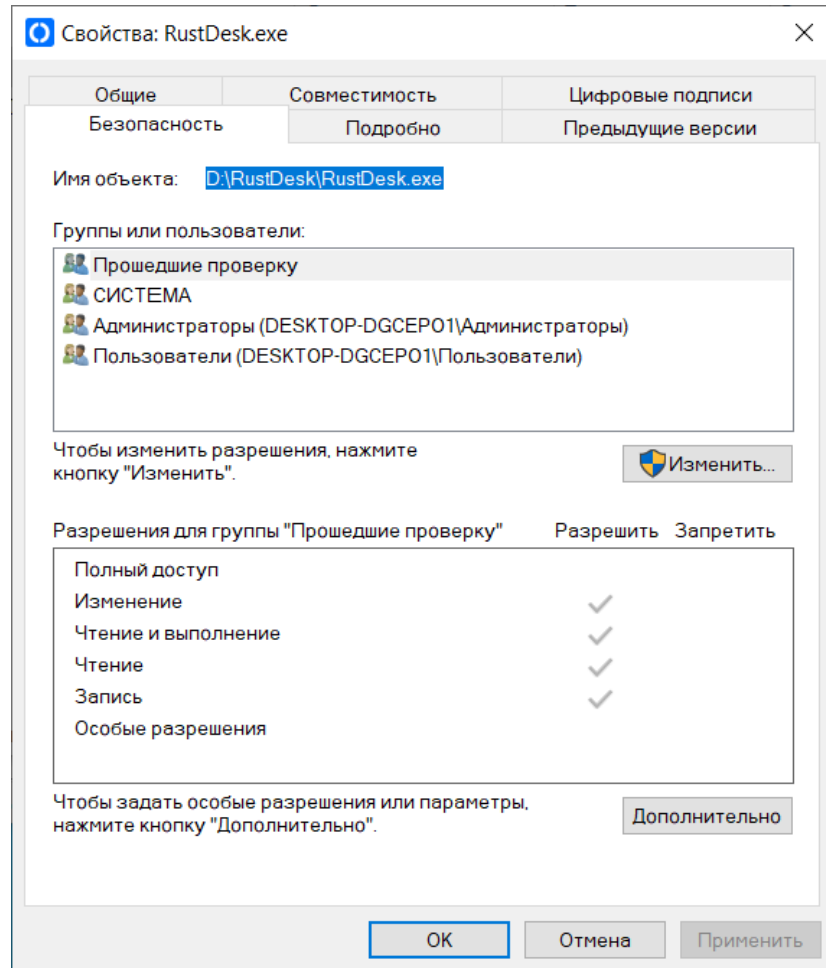 Свойства: RustDesk.exe
Общие
Совместимость
Цифровые подписи
Безопасность
Подробно
Предыдущие версии
Имя объекта: D:\RustDesk\RustDesk.exe
Группы или пользователи:
Прошедшие проверку
СИСТЕМА
Администраторы (DESKTOP-DGCEPO1\Администраторы)
Пользователи (DESKTOP-DGCEPO1\Пользователи)
Чтобы изменить разрешения, нажмите
кнопку "Изменить".
Изменить...
Разрешения для группы "Прошедшие проверку" Разрешить Запретить
Полный доступ
Изменение
Чтение и выполнение
Чтение
Запись
Особые разрешения
Чтобы задать особые разрешения или параметры,
нажмите кнопку "Дополнительно".
Дополнительно
ОК
Отмена
Применить